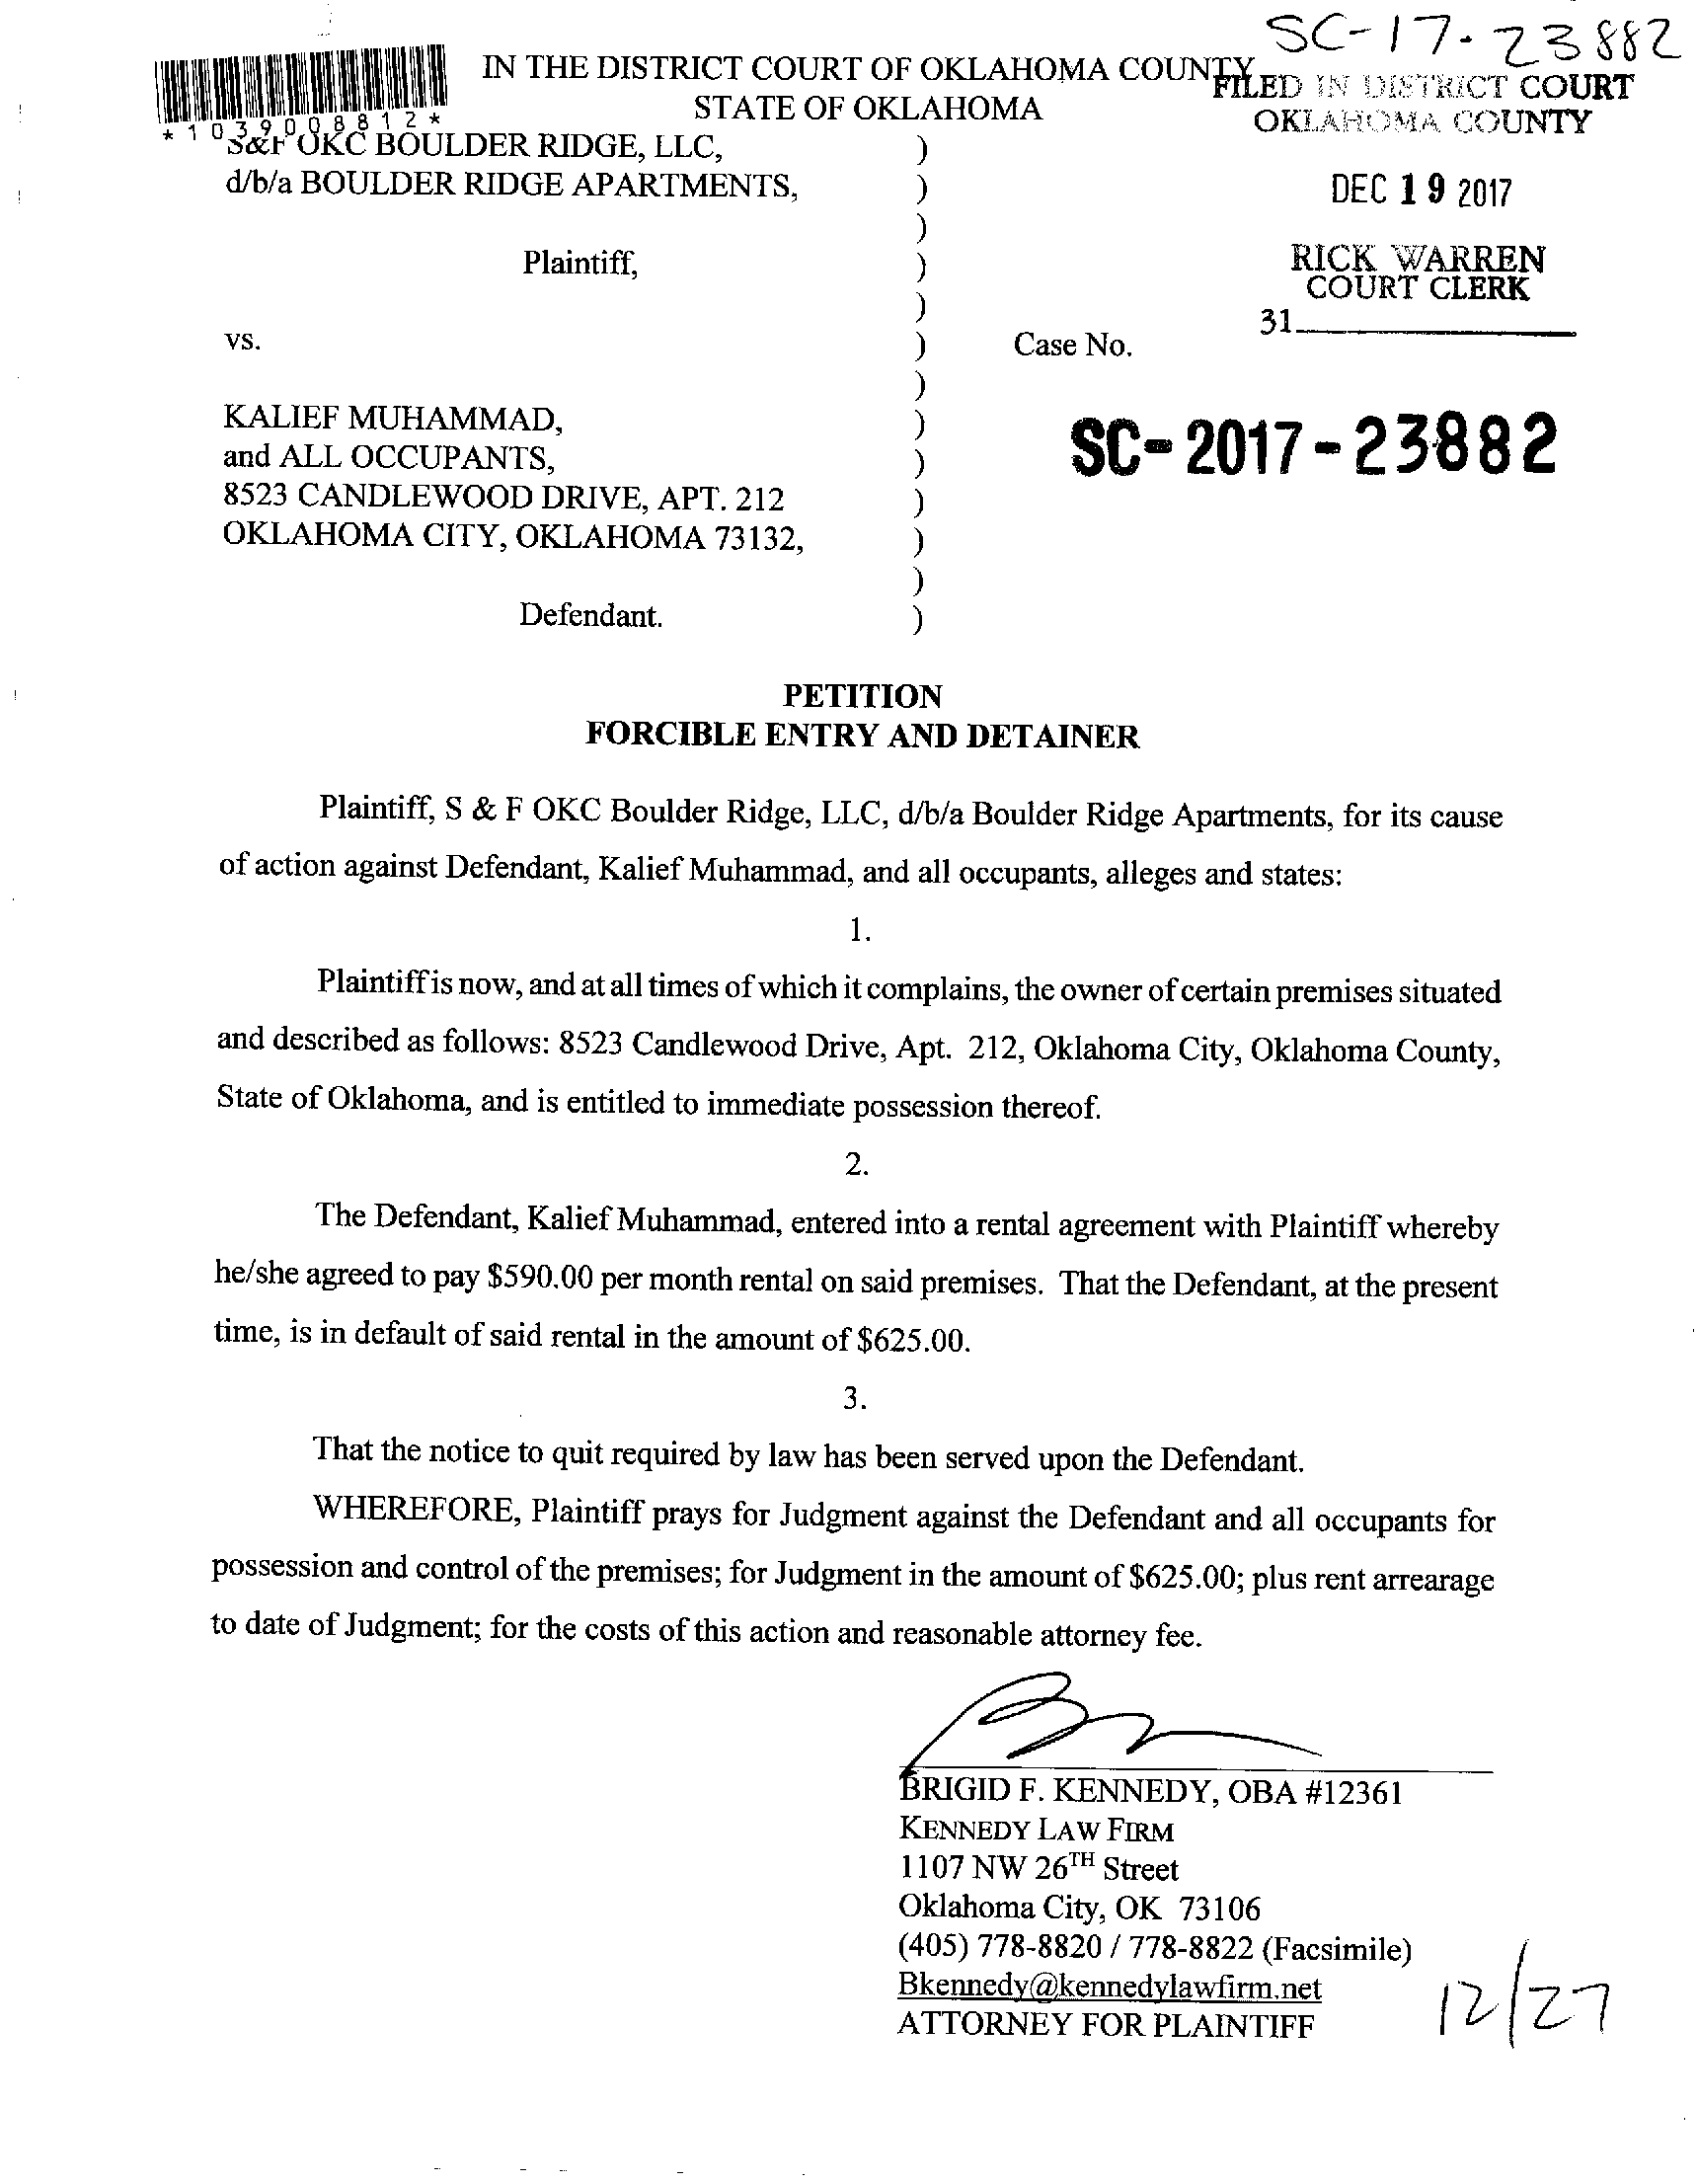 SC-17-23882
IN THE DISTRICT COURT OF OKLAHOMA COUNTY
STATE OF OKLAHOMA
FILED IN DISTRICT COURT
OKLAHOMA COUNTY
*1039008812*
S&F OKC BOULDER RIDGE, LLC, )
d/b/a BOULDER RIDGE APARTMENTS, )
DEC 19 2017
)
Plaintiff, )
RICK WARREN
COURT CLERK
)
31
vs. ) Case No.
)
KALIEF MUHAMMAD, )
and ALL OCCUPANTS, )
SC-2017-23882
8523 CANDLEWOOD DRIVE, APT. 212 )
OKLAHOMA CITY, OKLAHOMA 73132, )
)
Defendant. )
PETITION
FORCIBLE ENTRY AND DETAINER
Plaintiff, S & F OKC Boulder Ridge, LLC, d/b/a Boulder Ridge Apartments, for its cause
of action against Defendant, Kalief Muhammad, and all occupants, alleges and states:
1.
Plaintiff is now, and at all times of which it complains, the owner of certain premises situated
and described as follows: 8523 Candlewood Drive, Apt. 212, Oklahoma City, Oklahoma County,
State of Oklahoma, and is entitled to immediate possession thereof.
2.
The Defendant, Kalief Muhammad, entered into a rental agreement with Plaintiff whereby
he/she agreed to pay $590.00 per month rental on said premises. That the Defendant, at the present
time, is in default of said rental in the amount of $625.00.
3.
That the notice to quit required by law has been served upon the Defendant.
WHEREFORE, Plaintiff prays for Judgment against the Defendant and all occupants for
possession and control of the premises; for Judgment in the amount of $625.00; plus rent arrearage
to date of Judgment; for the costs of this action and reasonable attorney fee.
BRIGID F. KENNEDY, OBA #12361
KENNEDY LAW FIRM
1107 NW 26TH Street
Oklahoma City, OK 73106
(405) 778-8820 / 778-8822 (Facsimile)
Bkennedy@kennedylawfirm.net
ATTORNEY FOR PLAINTIFF
12/27